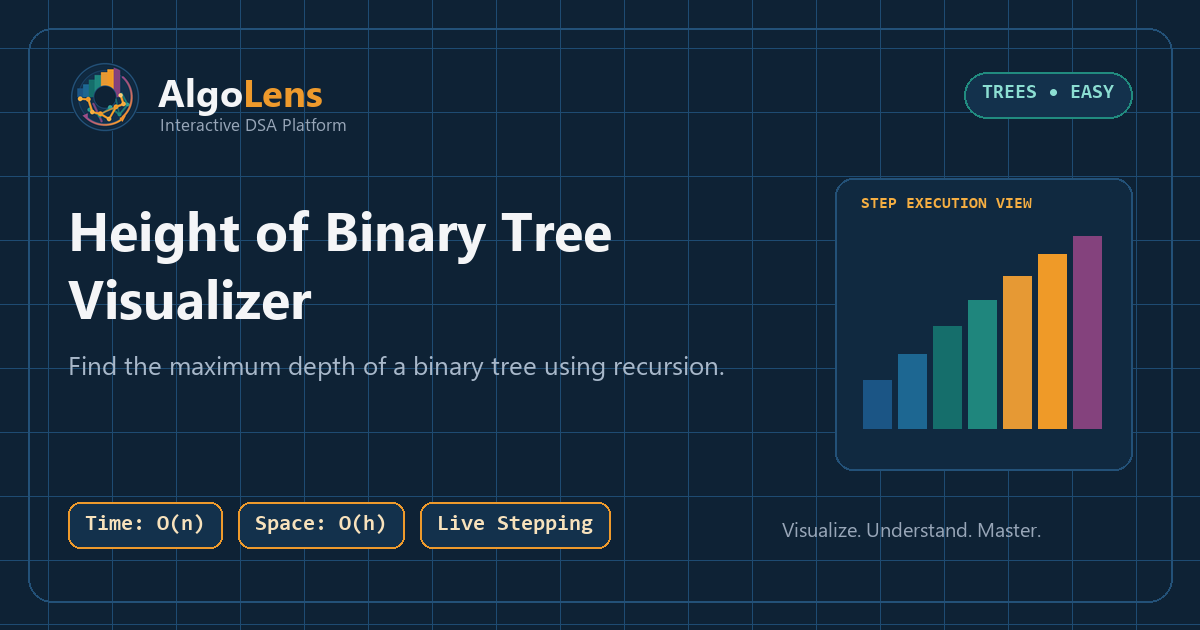 AlgoLens
Interactive DSA Platform
TREES • EASY
Height of Binary Tree
Visualizer
Find the maximum depth of a binary tree using recursion.
STEP EXECUTION VIEW
Time: O(n)
Space: O(h)
Live Stepping
Visualize. Understand. Master.